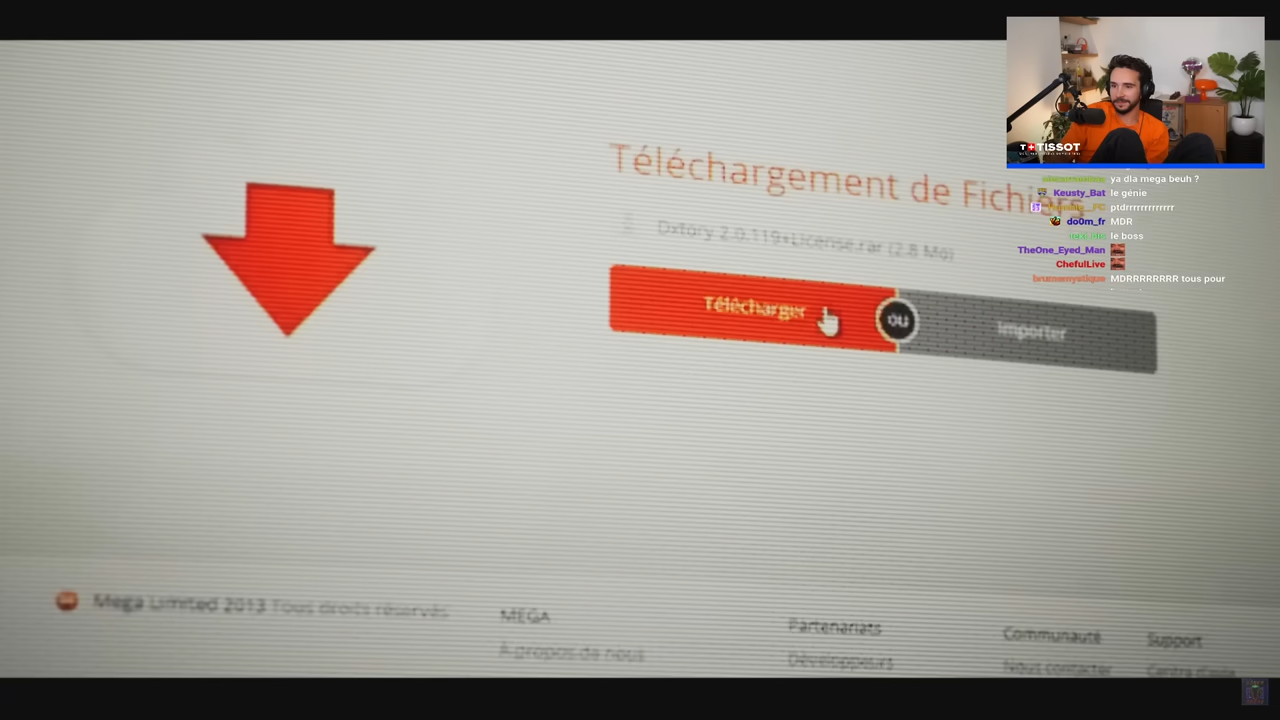 Téléchargement de Fichiers
Dxtory 2.0.119+License.rar (2.8 Mo)
Télécharger
ou
Importer
Mega Limited 2013 Tous droits réservés
MEGA
Partenariats
Communauté
Support
À propos de nous
Développeurs
Nous contacter
T+TISSOT
ya dla mega beuh ?
Keusty_Bat le génie
ptdrrrrrrrrrrrr
do0m_fr MDR
le boss
TheOne_Eyed_Man
ChefulLive
MDRRRRRRRR tous pour